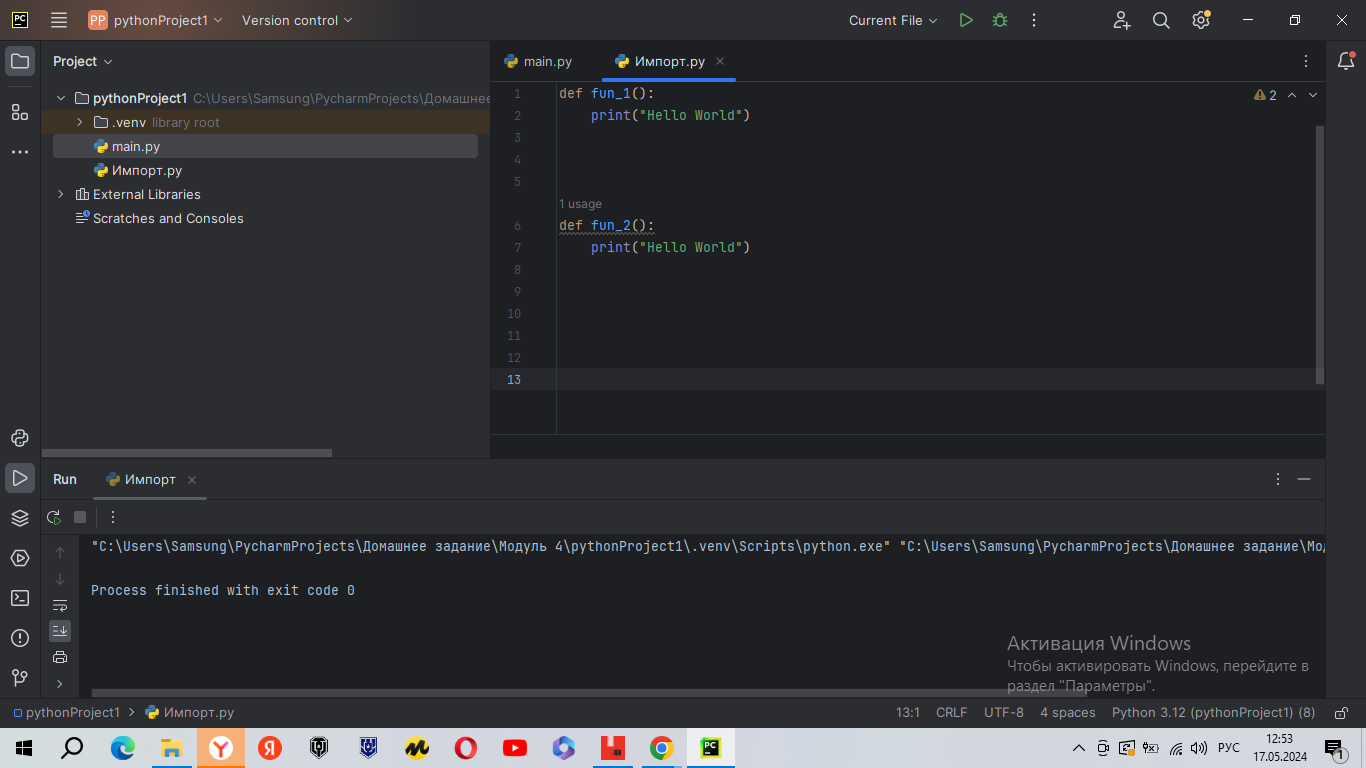 PC
PP pythonProject1
Version control
Current File
Project
main.py
Импорт.py
pythonProject1 C:\Users\Samsung\PycharmProjects\Домашнее
.venv library root
main.py
Импорт.py
External Libraries
Scratches and Consoles
1 def fun_1():
2 print("Hello World")
3
4
5
1 usage
6 def fun_2():
7 print("Hello World")
8
9
10
11
12
13
2
Run
Импорт
"C:\Users\Samsung\PycharmProjects\Домашнее задание\Модуль 4\pythonProject1\.venv\Scripts\python.exe" "C:\Users\Samsung\PycharmProjects\Домашнее задание\Мод
Process finished with exit code 0
Активация Windows
Чтобы активировать Windows, перейдите в
раздел "Параметры".
pythonProject1 > Импорт.py
13:1 CRLF UTF-8 4 spaces Python 3.12 (pythonProject1) (8)
Y Я PC РУС 12:53
17.05.2024 1